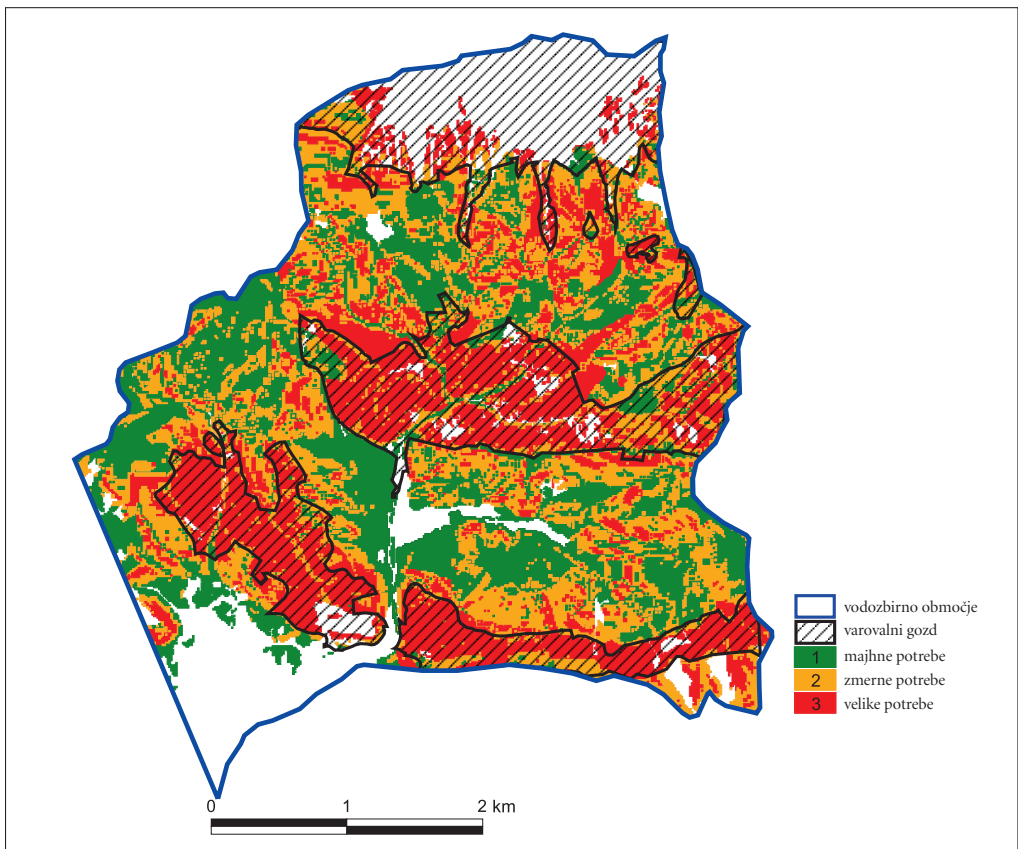 vodozbirno območje
varovalni gozd
1 majhne potrebe
2 zmerne potrebe
3 velike potrebe
0 1 2 km